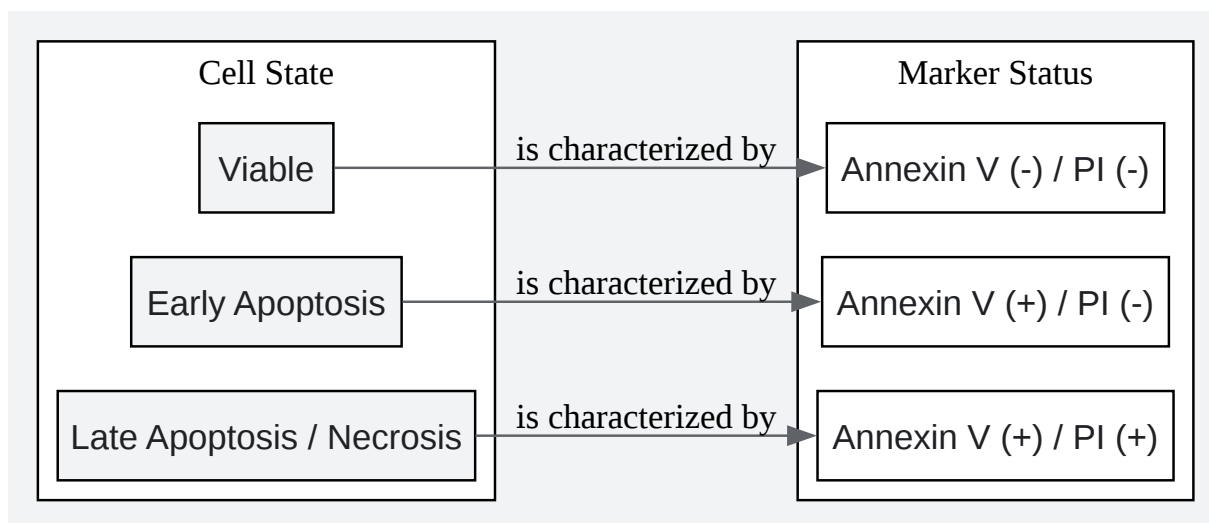 Cell State
Marker Status
Viable
is characterized by
Annexin V (-) / PI (-)
Early Apoptosis
is characterized by
Annexin V (+) / PI (-)
Late Apoptosis / Necrosis
is characterized by
Annexin V (+) / PI (+)